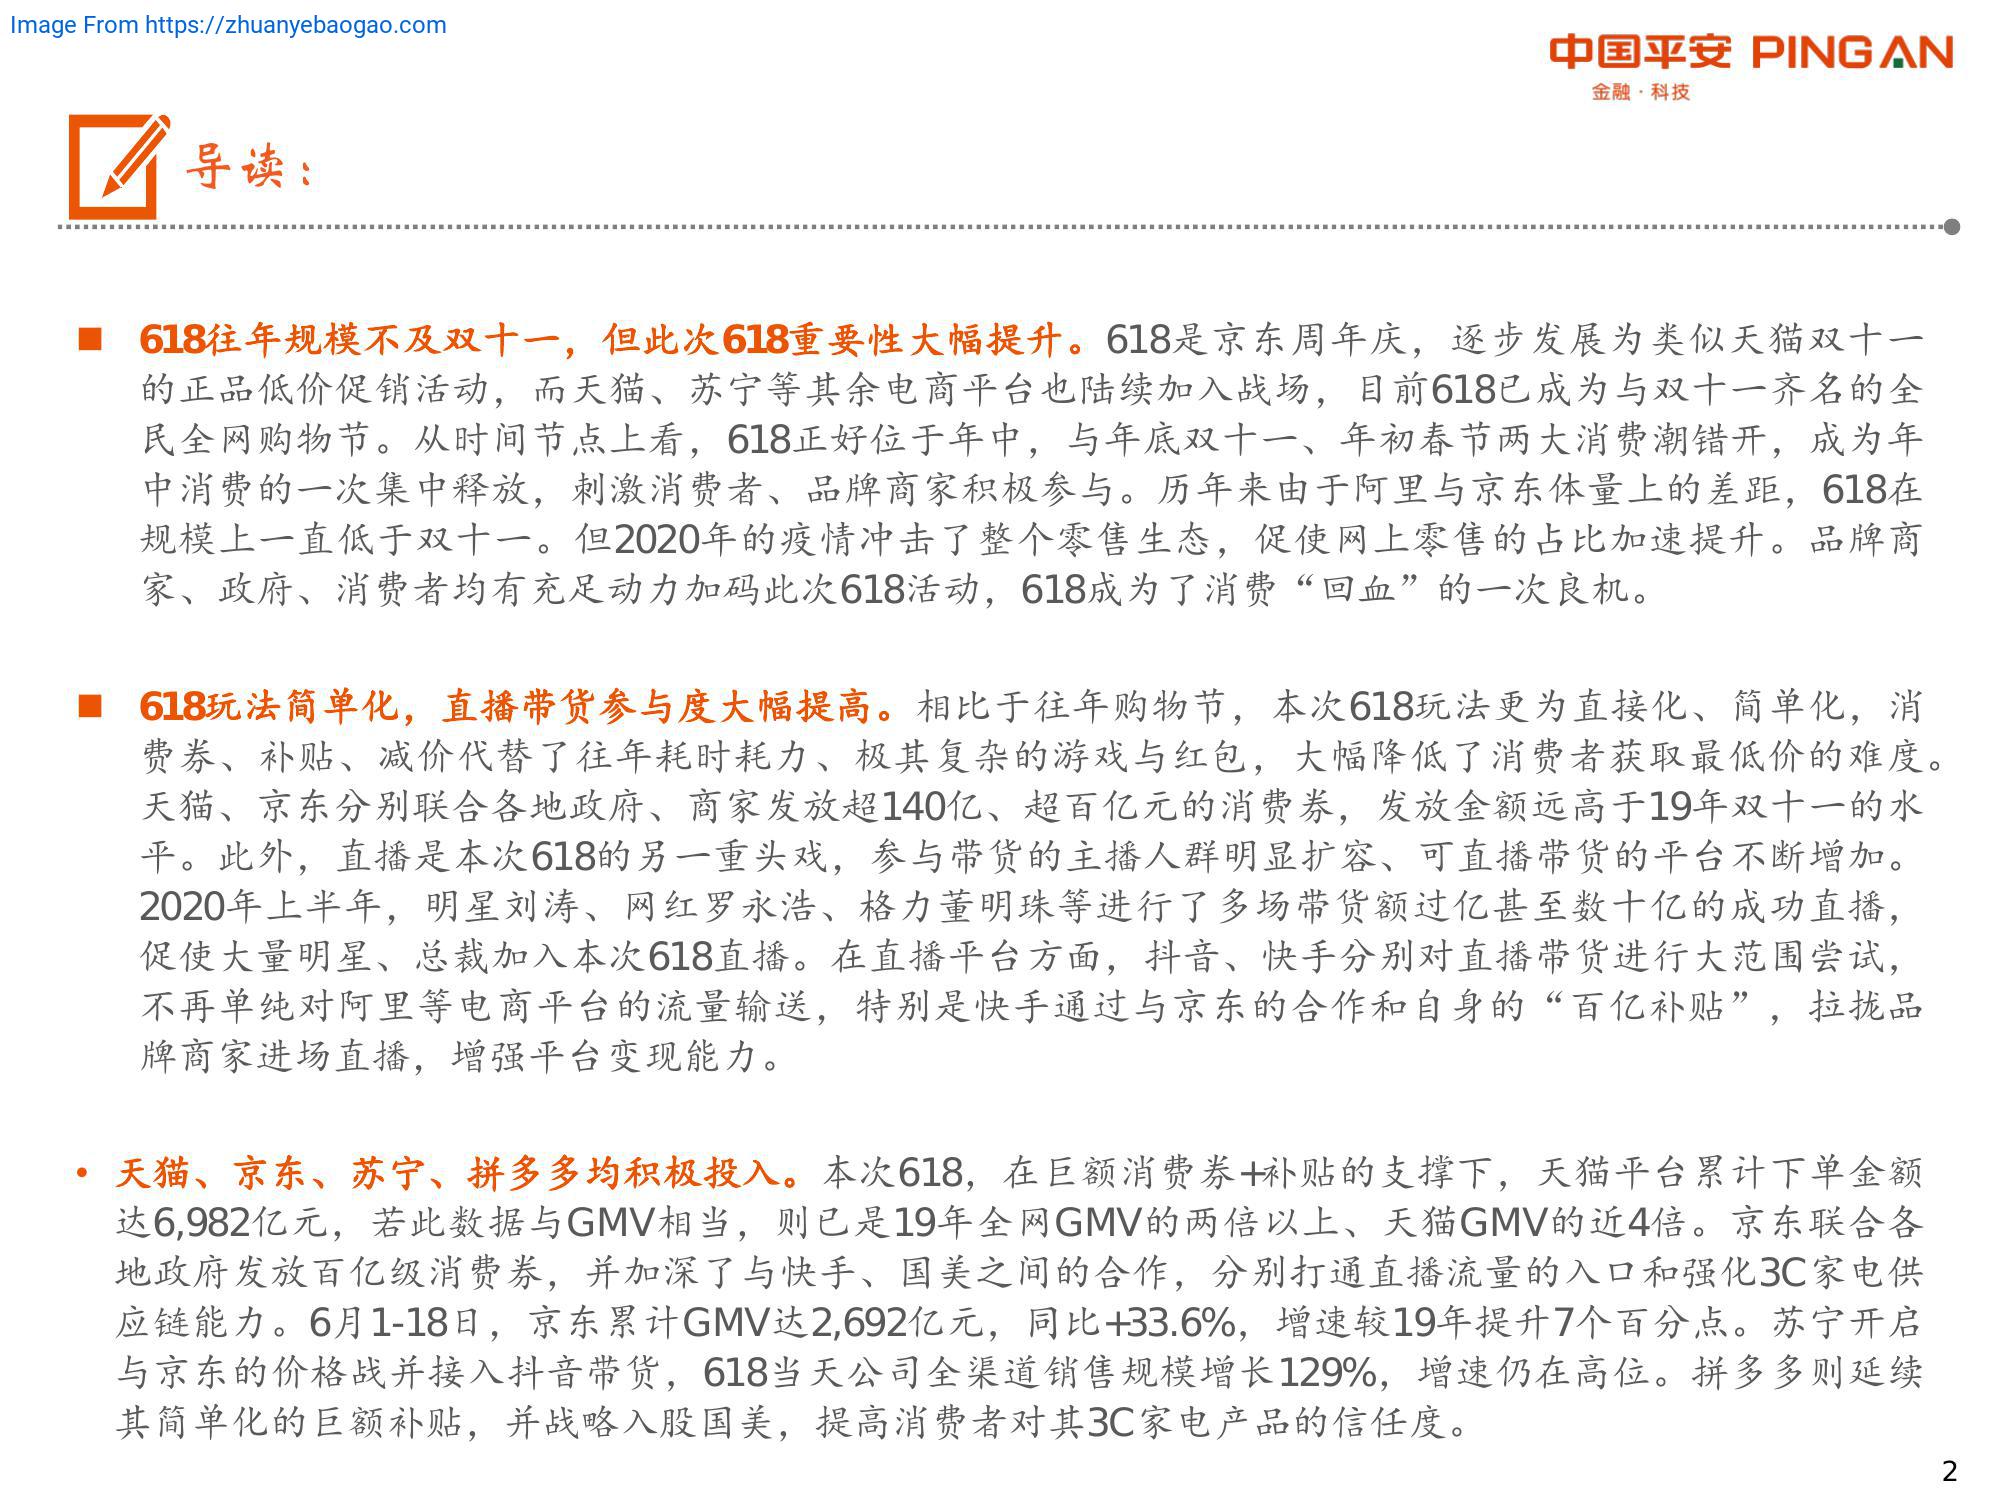 Image From https://zhuanyebaogao.com
中国平安 PING AN
金融·科技
导读：
618往年规模不及双十一，但此次618重要性大幅提升。618是京东周年庆，逐步发展为类似天猫双十一
的正品低价促销活动，而天猫、苏宁等其余电商平台也陆续加入战场，目前618已成为与双十一齐名的全
民全网购物节。从时间节点上看，618正好位于年中，与年底双十一、年初春节两大消费潮错开，成为年
中消费的一次集中释放，刺激消费者、品牌商家积极参与。历年来由于阿里与京东体量上的差距，618在
规模上一直低于双十一。但2020年的疫情冲击了整个零售生态，促使网上零售的占比加速提升。品牌商
家、政府、消费者均有充足动力加码此次618活动，618成为了消费“回血”的一次良机。
618玩法简单化，直播带货参与度大幅提高。相比于往年购物节，本次618玩法更为直接化、简单化，消
费券、补贴、减价代替了往年耗时耗力、极其复杂的游戏与红包，大幅降低了消费者获取最低价的难度。
天猫、京东分别联合各地政府、商家发放超140亿、超百亿元的消费券，发放金额远高于19年双十一的水
平。此外，直播是本次618的另一重头戏，参与带货的主播人群明显扩容、可直播带货的平台不断增加。
2020年上半年，明星刘涛、网红罗永浩、格力董明珠等进行了多场带货额过亿甚至数十亿的成功直播，
促使大量明星、总裁加入本次618直播。在直播平台方面，抖音、快手分别对直播带货进行大范围尝试，
不再单纯对阿里等电商平台的流量输送，特别是快手通过与京东的合作和自身的“百亿补贴”，拉拢品
牌商家进场直播，增强平台变现能力。
天猫、京东、苏宁、拼多多均积极投入。本次618，在巨额消费券+补贴的支撑下，天猫平台累计下单金额
达6,982亿元，若此数据与GMV相当，则已是19年全网GMV的两倍以上、天猫GMV的近4倍。京东联合各
地政府发放百亿级消费券，并加深了与快手、国美之间的合作，分别打通直播流量的入口和强化3C家电供
应链能力。6月1-18日，京东累计GMV达2,692亿元，同比+33.6%，增速较19年提升7个百分点。苏宁开启
与京东的价格战并接入抖音带货，618当天公司全渠道销售规模增长129%，增速仍在高位。拼多多则延续
其简单化的巨额补贴，并战略入股国美，提高消费者对其3C家电产品的信任度。
2